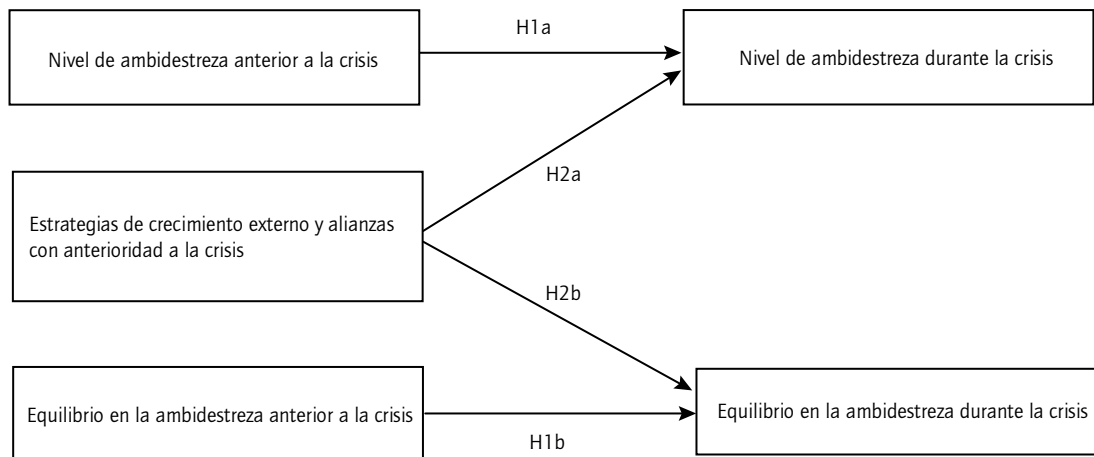 H1a
Nivel de ambidestreza anterior a la crisis
Nivel de ambidestreza durante la crisis
H2a
Estrategias de crecimiento externo y alianzas
con anterioridad a la crisis
H2b
Equilibrio en la ambidestreza anterior a la crisis
Equilibrio en la ambidestreza durante la crisis
H1b